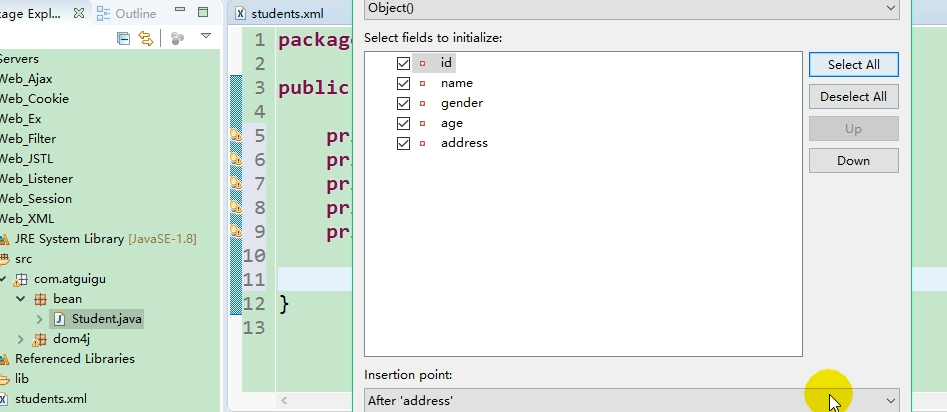 kage Expl...
Outline
Servers
Web_Ajax
Web_Cookie
Web_Ex
Web_Filter
Web_JSTL
Web_Listener
Web_Session
Web_XML
JRE System Library [JavaSE-1.8]
src
com.atguigu
bean
Student.java
dom4j
Referenced Libraries
lib
students.xml
students.xml
1 package
2
3 public
4
5 pr
6 pr
7 pr
8 pr
9 pr
10
11
12 }
13
Object()
Select fields to initialize:
id
name
gender
age
address
Select All
Deselect All
Up
Down
Insertion point:
After 'address'